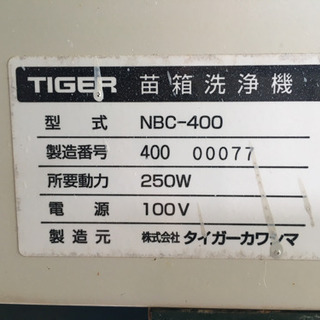 TIGER 苗箱洗浄機
型式 NBC-400
製造番号 400 00077
所要動力 250W
電源 100V
製造元 株式会社 タイガーカワシマ